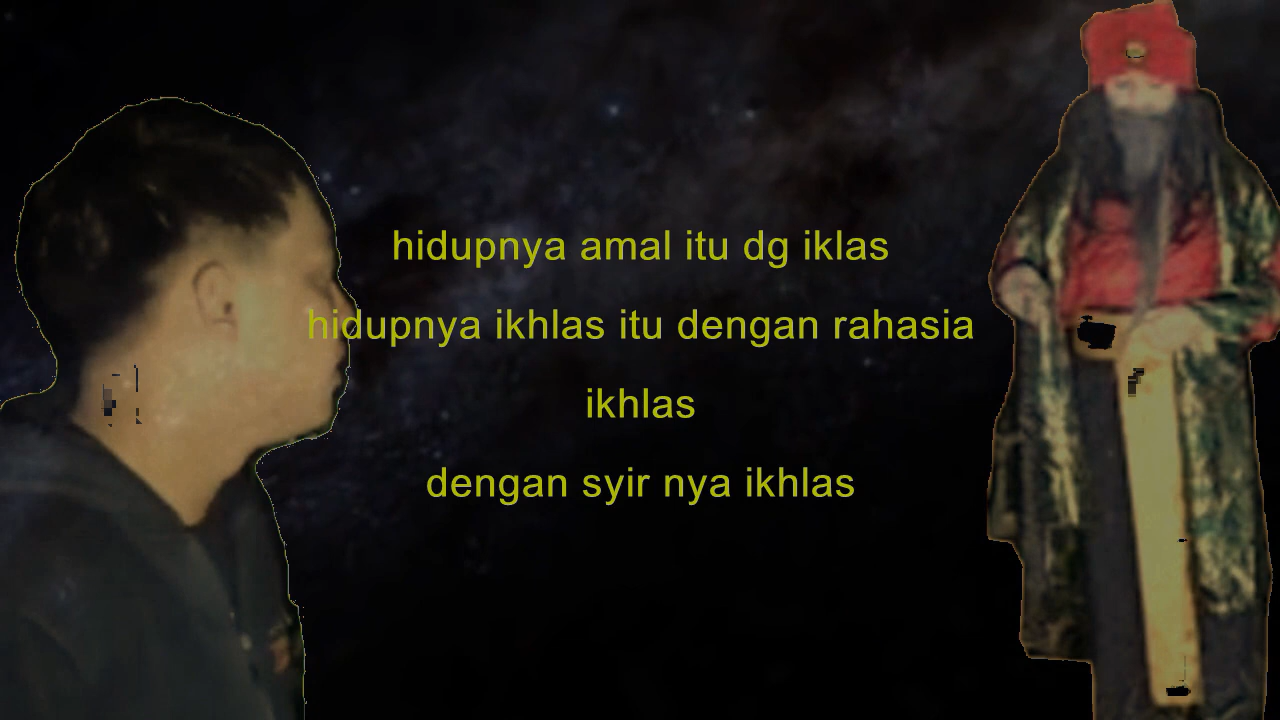 hidupnya amal itu dg iklas
hidupnya ikhlas itu dengan rahasia
ikhlas
dengan syir nya ikhlas